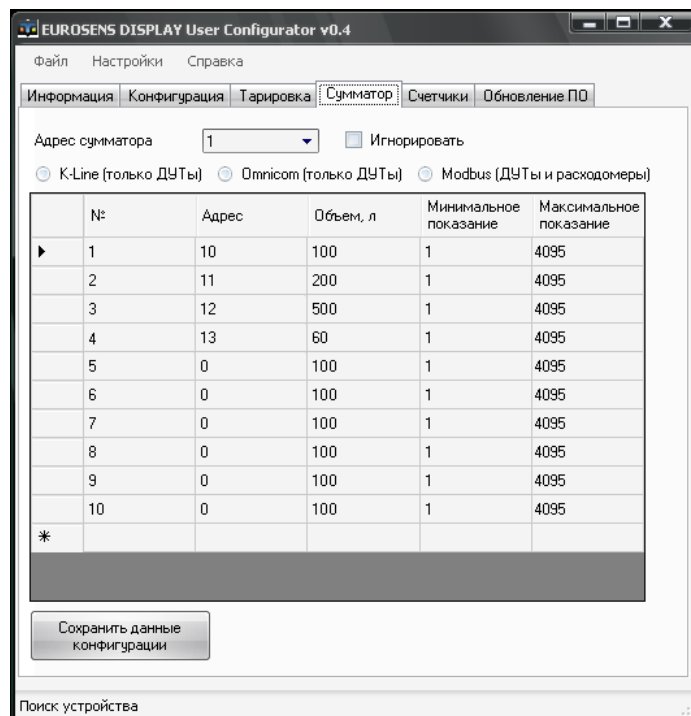 EUROSENS DISPLAY User Configurator v0.4
Файл Настройки Справка
Информация Конфигурация Тарировка Сумматор Счетчики Обновление ПО
Адрес сумматора 1 Игнорировать
K-Line (только ДУТы) Omnicom (только ДУТы) Modbus (ДУТы и расходомеры)
№ Адрес Объем, л Минимальное показание Максимальное показание
1 10 100 1 4095
2 11 200 1 4095
3 12 500 1 4095
4 13 60 1 4095
5 0 100 1 4095
6 0 100 1 4095
7 0 100 1 4095
8 0 100 1 4095
9 0 100 1 4095
10 0 100 1 4095
Сохранить данные
конфигурации
Поиск устройства